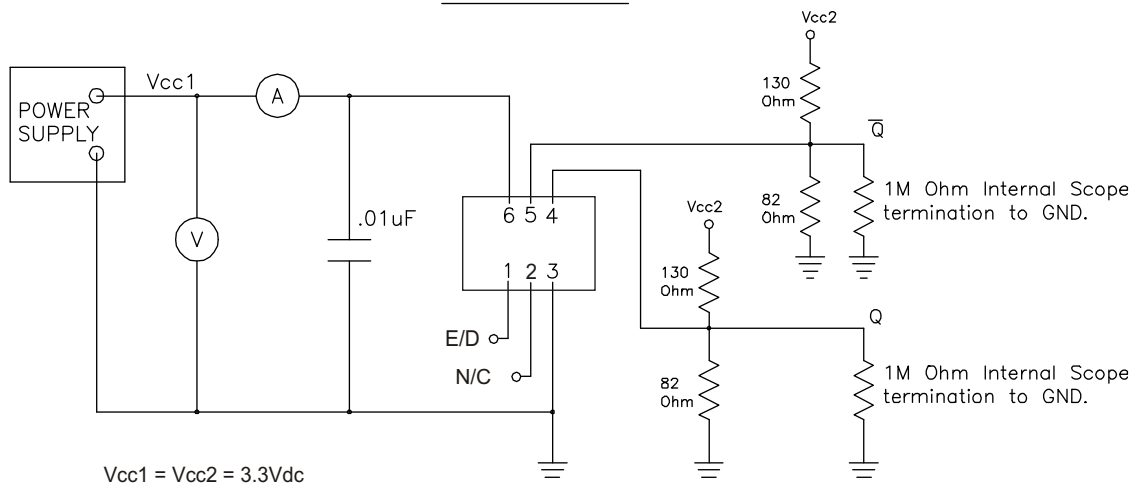 Vcc2
130
Ohm
Vcc1
A
POWER
SUPPLY
Q
82
Ohm
1M Ohm Internal Scope
termination to GND.
6 5 4
.01uF
V
Vcc2
1 2 3
130
Ohm
Q
E/D
N/C
82
Ohm
1M Ohm Internal Scope
termination to GND.
Vcc1 = Vcc2 = 3.3Vdc